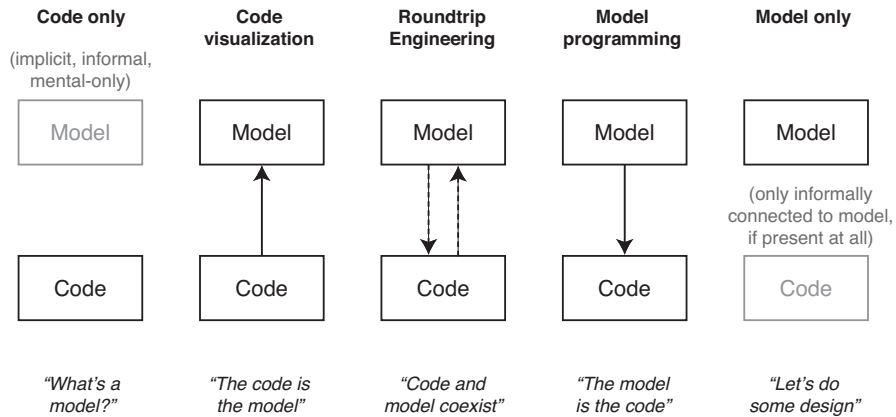 Code only
(implicit, informal,
mental-only)
Model
Code
“What’s a
model?”
Code
visualization
Model
Code
“The code is
the model”
Roundtrip
Engineering
Model
Code
“Code and
model coexist”
Model
programming
Model
Code
“The model
is the code”
Model only
Model
(only informally
connected to model,
if present at all)
Code
“Let’s do
some design”